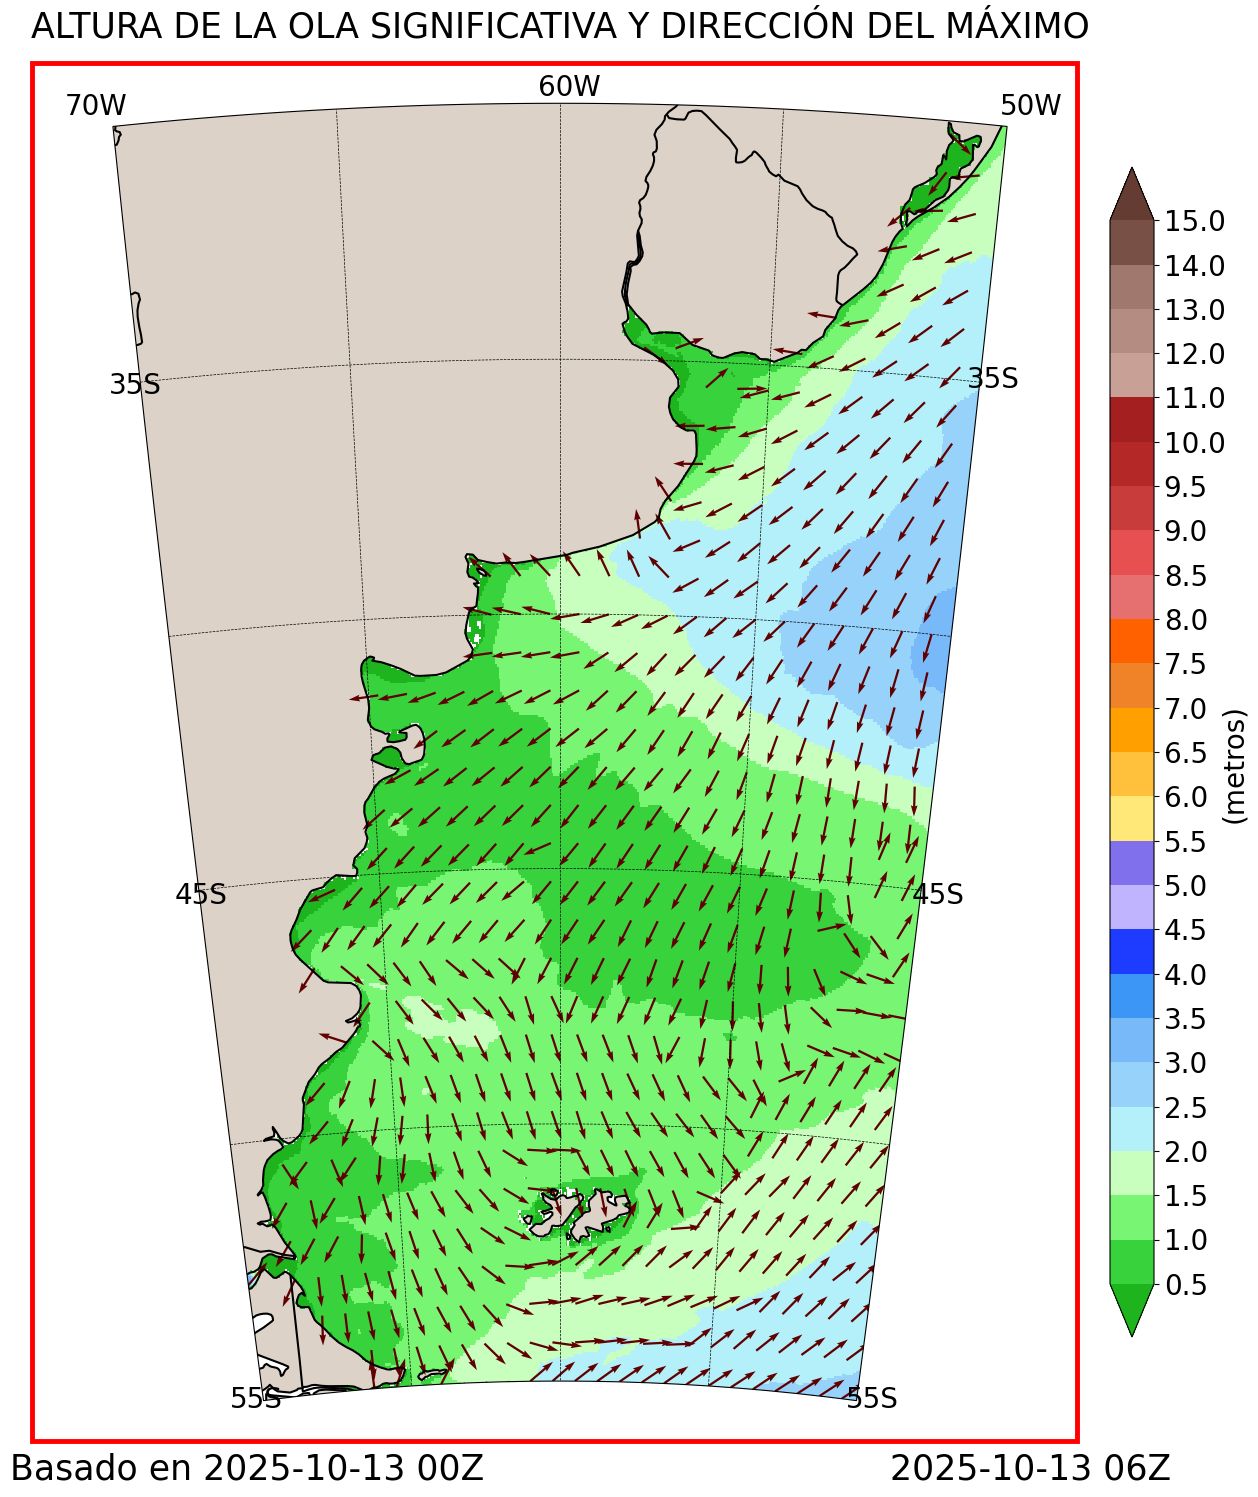 ALTURA DE LA OLA SIGNIFICATIVA Y DIRECCIÓN DEL MÁXIMO
70W
60W
50W
35S
35S
45S
45S
55S
55S
15.0
14.0
13.0
12.0
11.0
10.0
9.5
9.0
8.5
8.0
7.5
7.0
6.5
6.0
5.5
5.0
4.5
4.0
3.5
3.0
2.5
2.0
1.5
1.0
0.5
(metros)
Basado en 2025-10-13 00Z
2025-10-13 06Z